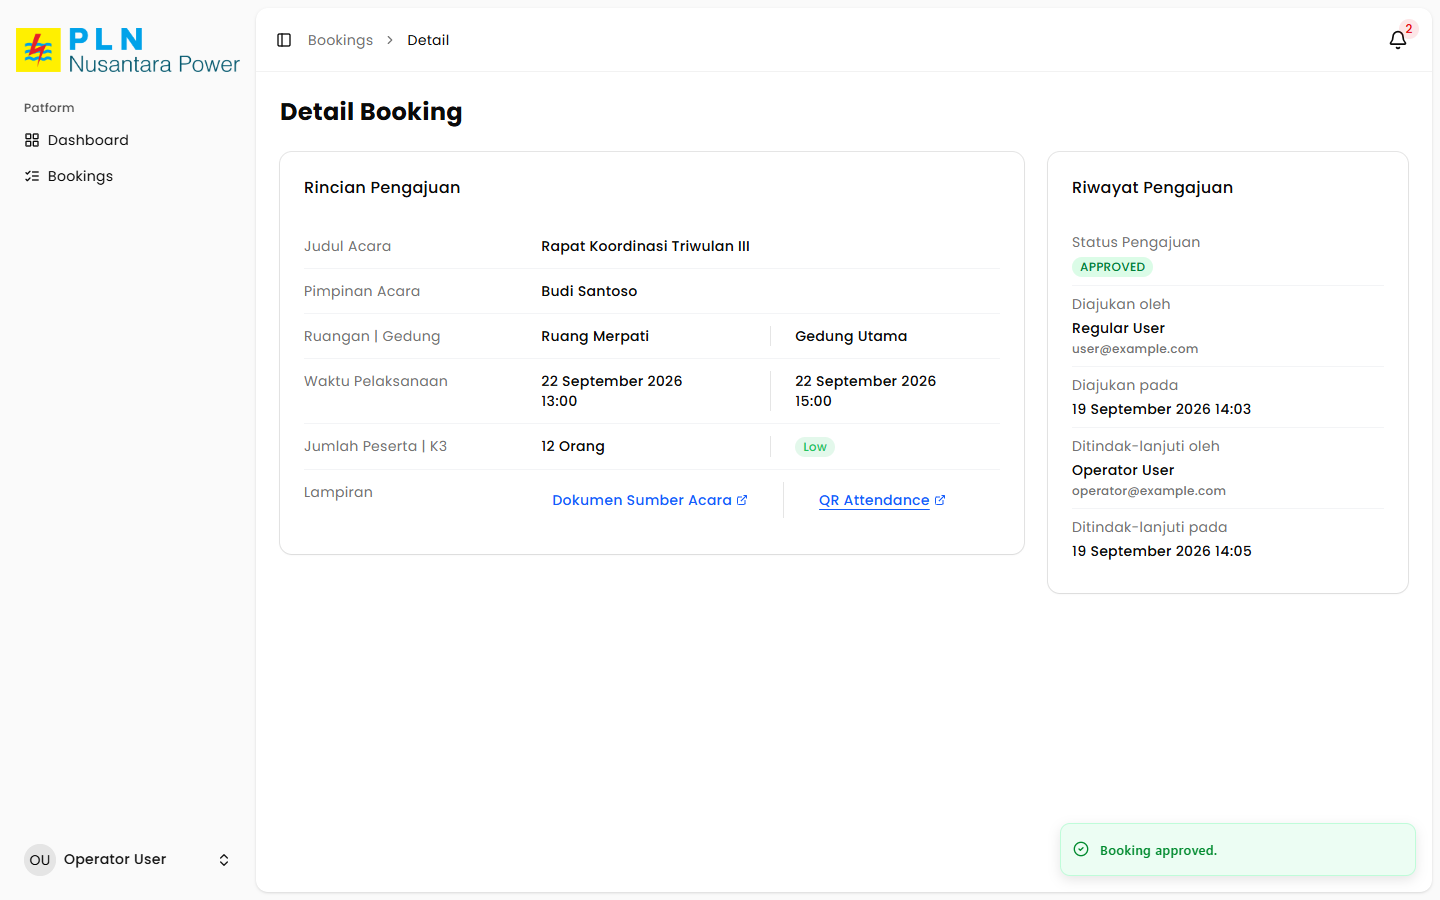 PLN
Nusantara Power
Patform
Dashboard
Bookings
OU
Operator User
Bookings
Detail
2
Detail Booking
Rincian Pengajuan
Judul Acara
Rapat Koordinasi Triwulan III
Pimpinan Acara
Budi Santoso
Ruangan | Gedung
Ruang Merpati
Gedung Utama
Waktu Pelaksanaan
22 September 2026
13:00
22 September 2026
15:00
Jumlah Peserta | K3
12 Orang
Low
Lampiran
Dokumen Sumber Acara
QR Attendance
Riwayat Pengajuan
Status Pengajuan
APPROVED
Diajukan oleh
Regular User
user@example.com
Diajukan pada
19 September 2026 14:03
Ditindak-lanjuti oleh
Operator User
operator@example.com
Ditindak-lanjuti pada
19 September 2026 14:05
Booking approved.